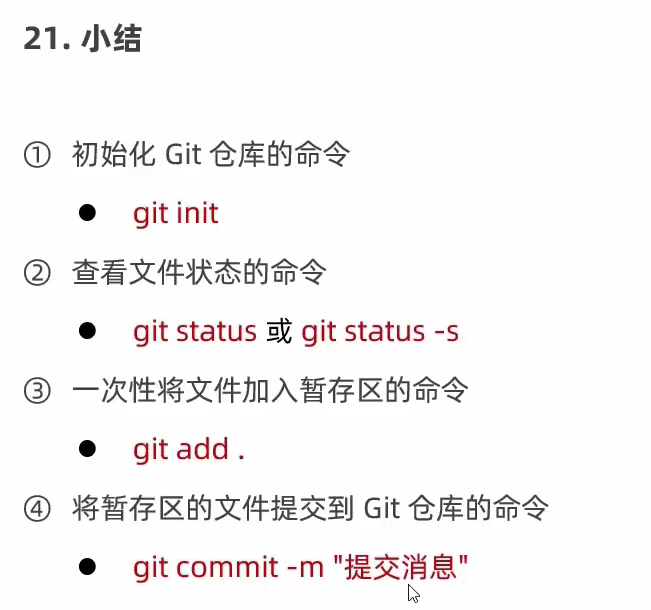 21. 小结
① 初始化 Git 仓库的命令
● git init
② 查看文件状态的命令
● git status 或 git status -s
③ 一次性将文件加入暂存区的命令
● git add .
④ 将暂存区的文件提交到 Git 仓库的命令
● git commit -m "提交消息"